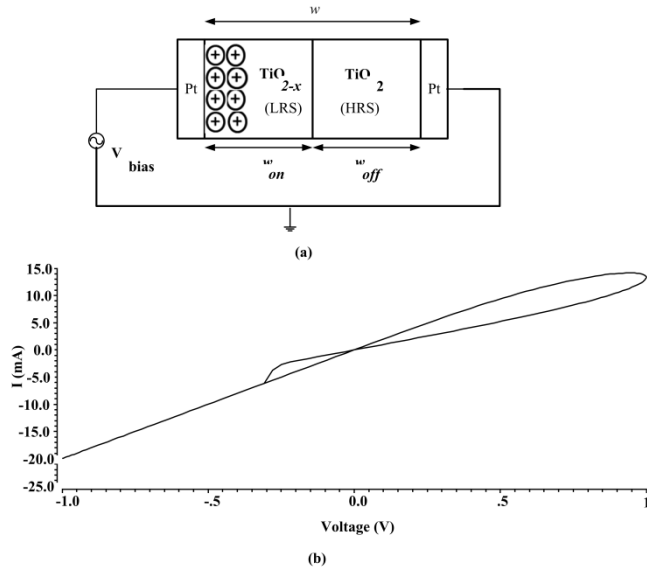 w
Pt
TiO2-x
(LRS)
TiO2
(HRS)
Pt
V bias
won
woff
(a)
15.0
10.0
5.0
0.0
-5.0
-10.0
-15.0
-20.0
-25.0
I (mA)
-1.0
-.5
0.0
.5
1
Voltage (V)
(b)